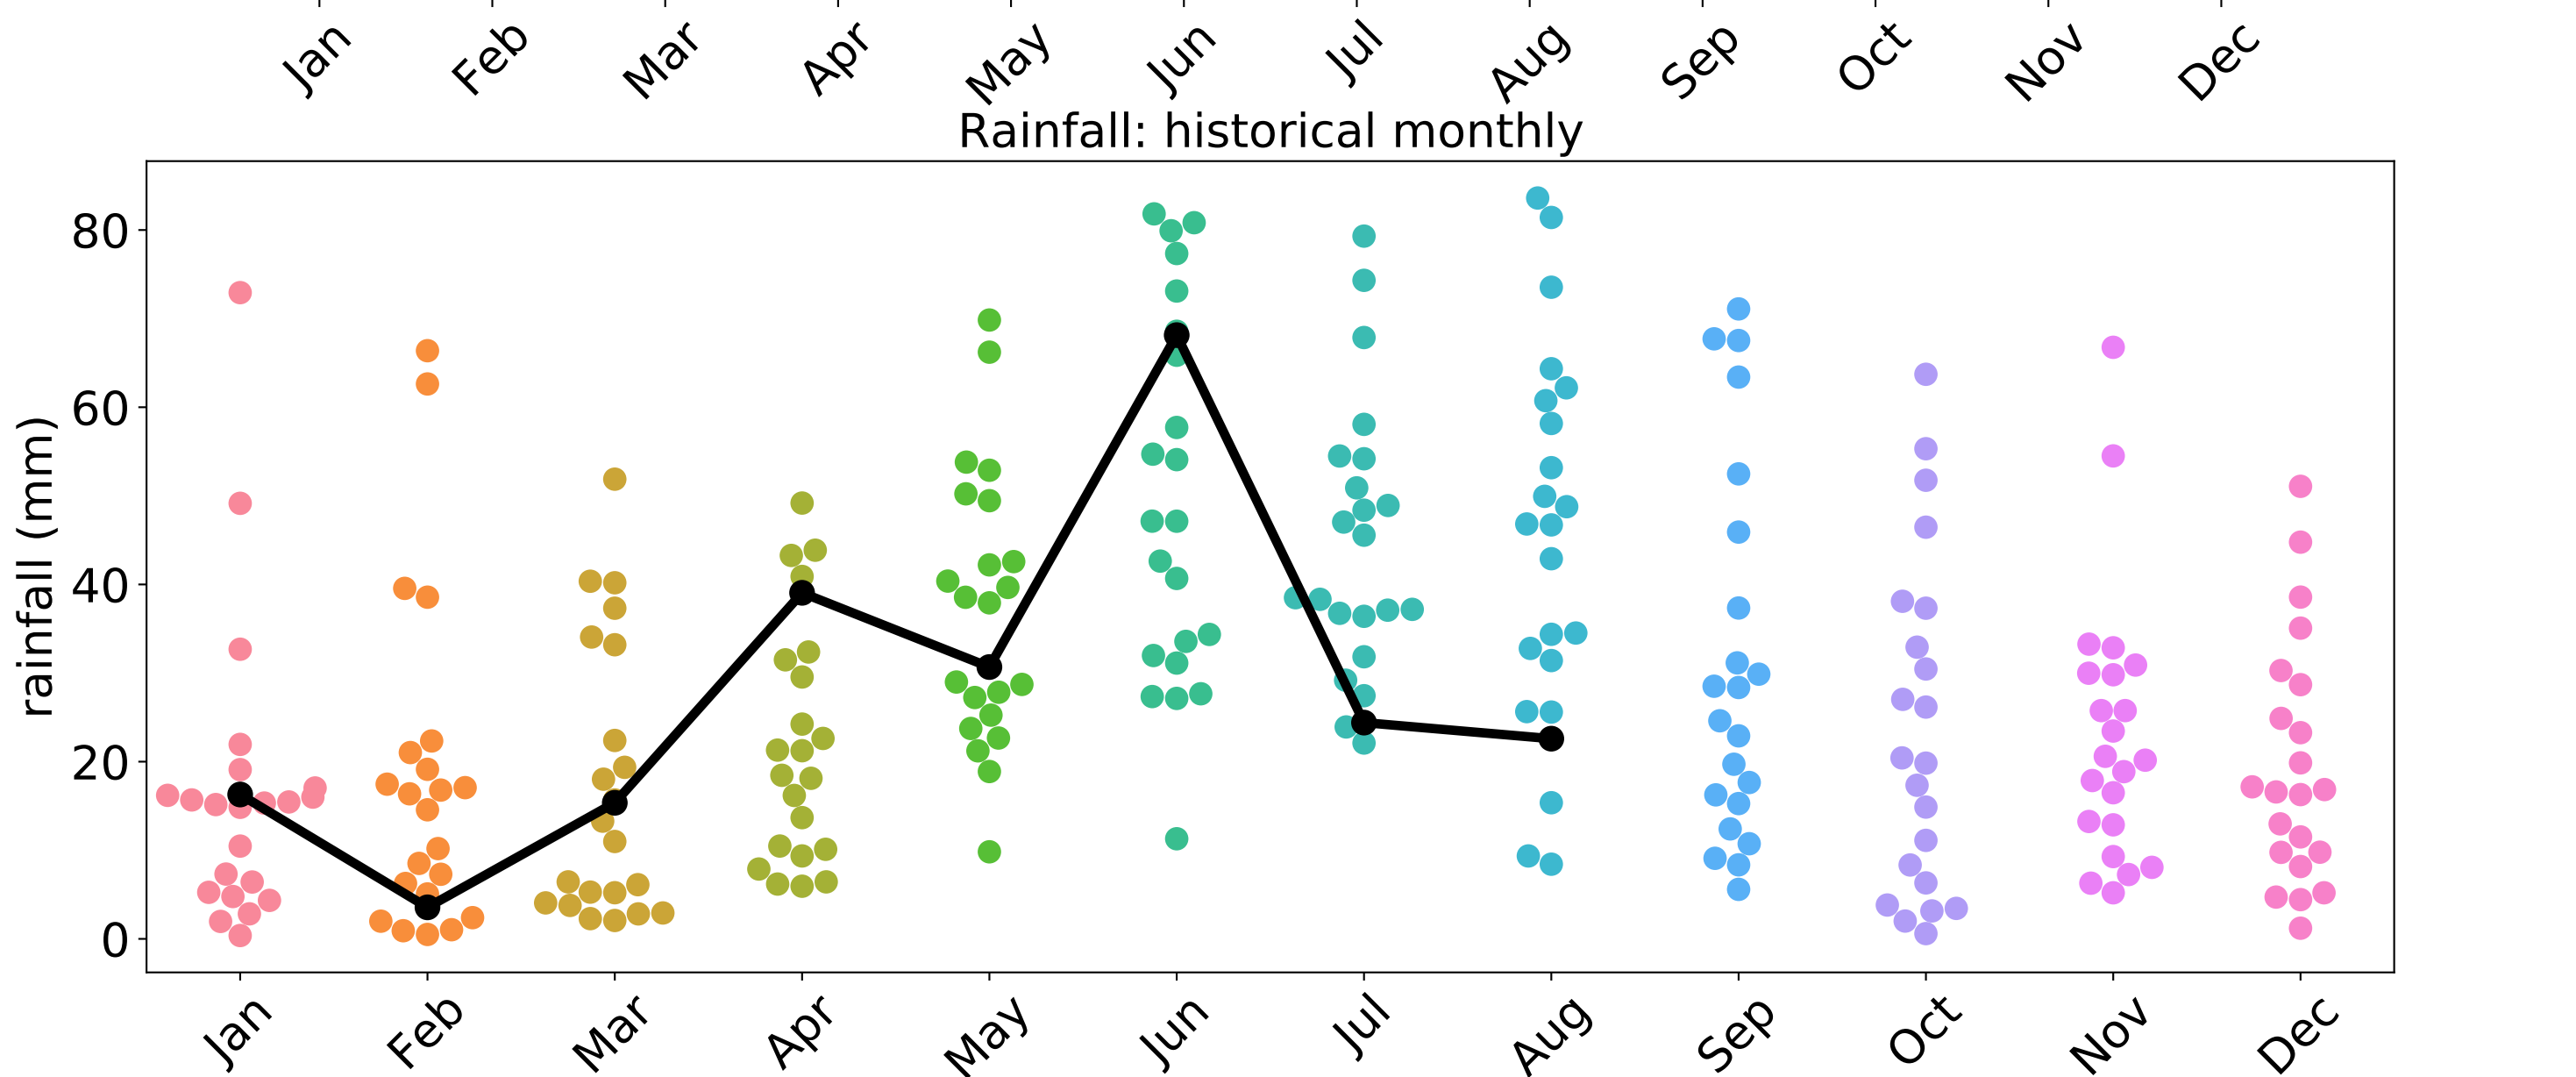 Jan Feb Mar Apr May Jun Jul Aug Sep Oct Nov Dec
Rainfall: historical monthly
rainfall (mm)
80
60
40
20
0
Jan Feb Mar Apr May Jun Jul Aug Sep Oct Nov Dec